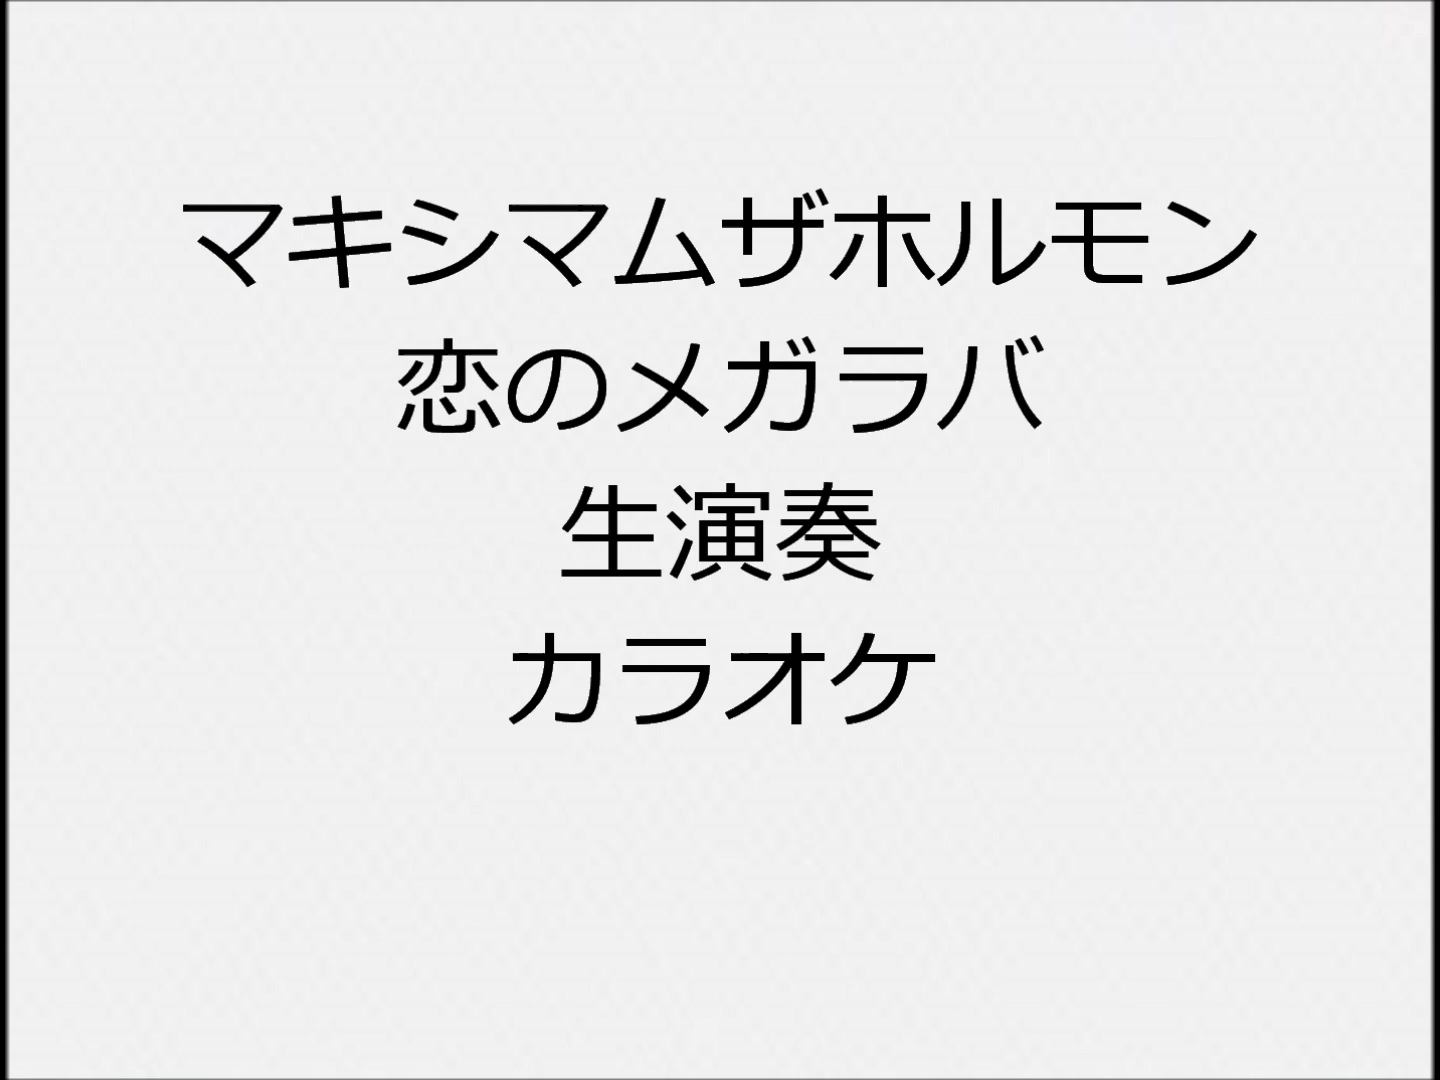 マキシマムザホルモン
恋のメガラバ
生演奏
カラオケ